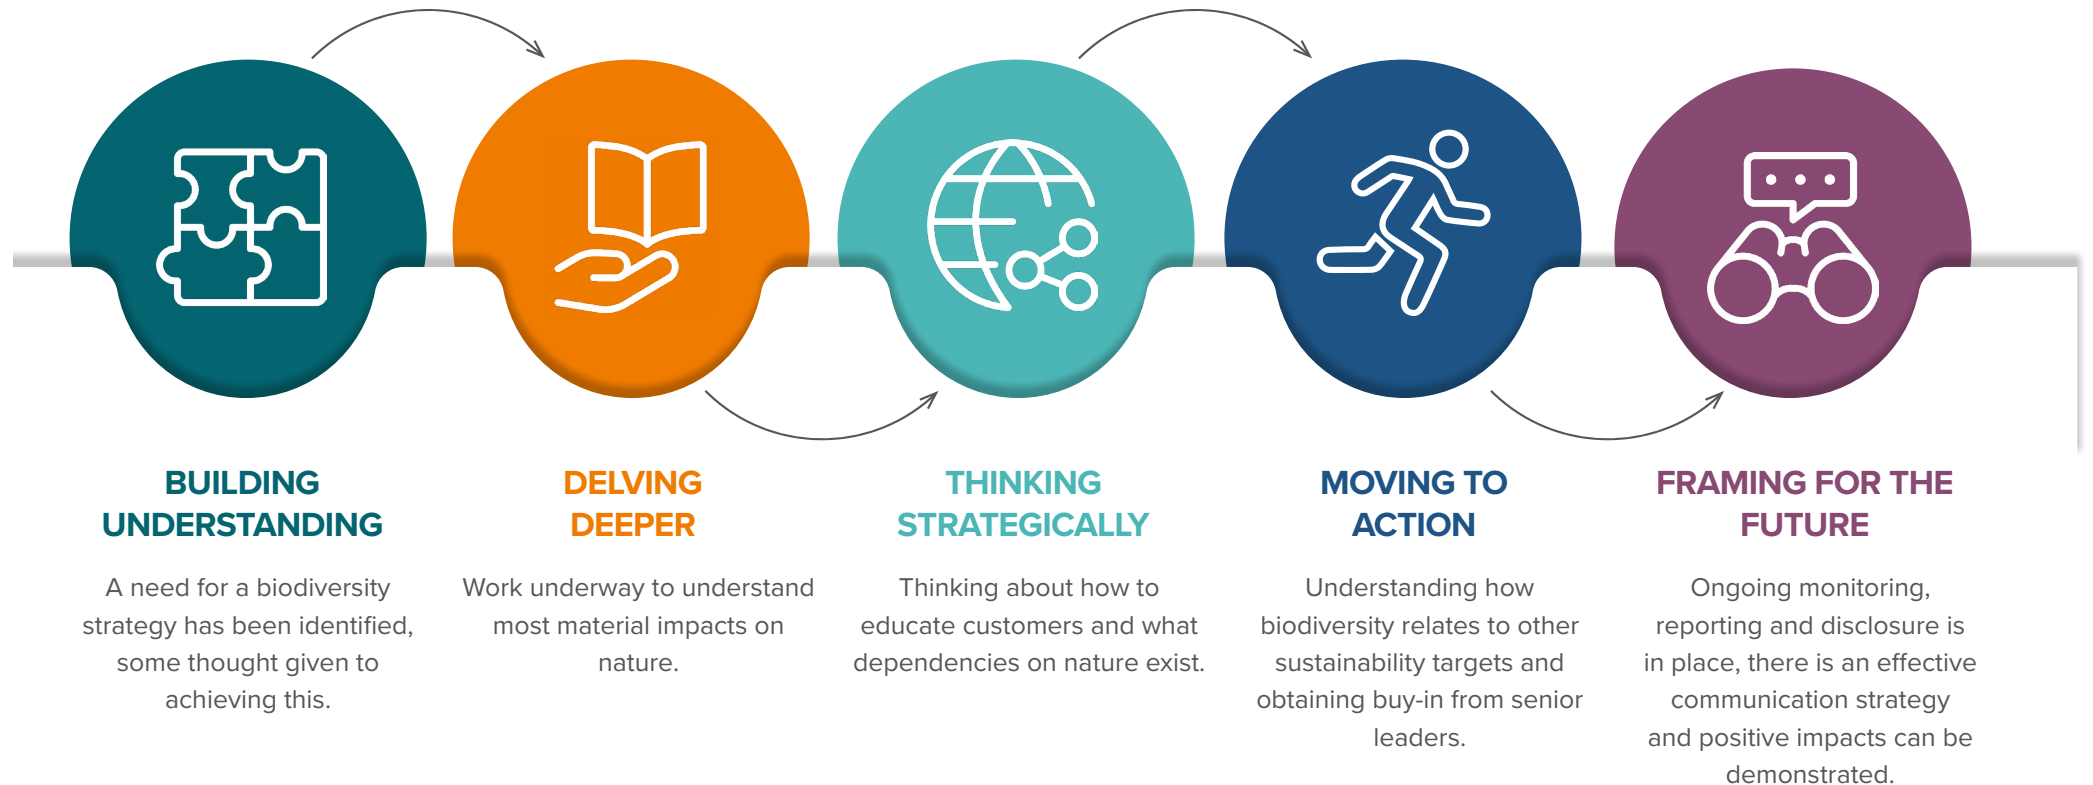 BUILDING
UNDERSTANDING
A need for a biodiversity
strategy has been identified,
some thought given to
achieving this.
DELVING
DEEPER
Work underway to understand
most material impacts on
nature.
THINKING
STRATEGICALLY
Thinking about how to
educate customers and what
dependencies on nature exist.
MOVING TO
ACTION
Understanding how
biodiversity relates to other
sustainability targets and
obtaining buy-in from senior
leaders.
FRAMING FOR THE
FUTURE
Ongoing monitoring,
reporting and disclosure is
in place, there is an effective
communication strategy
and positive impacts can be
demonstrated.